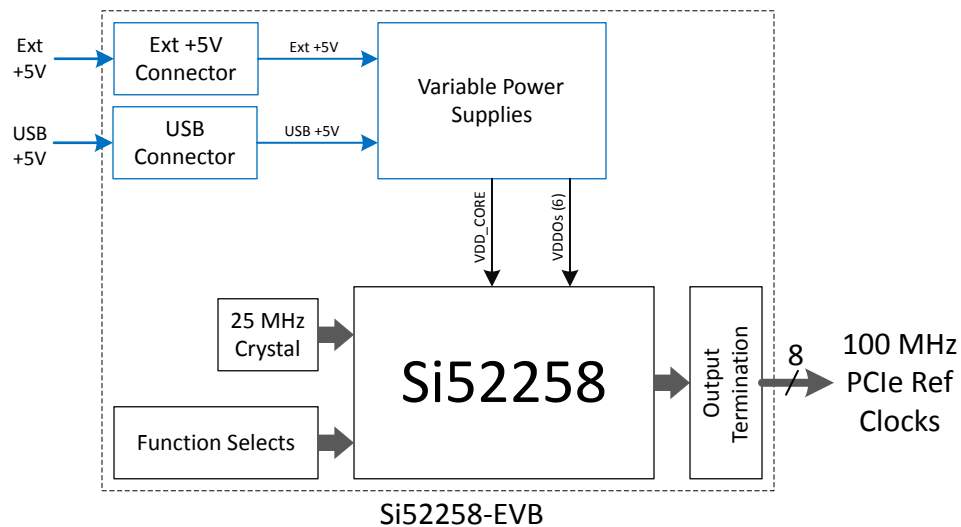 Ext
+5V
Ext +5V
Connector
Ext +5V
Variable Power
Supplies
USB
+5V
USB
Connector
USB +5V
VDD_CORE
VDDOs (6)
25 MHz
Crystal
Si52258
Function Selects
Output
Termination
8
100 MHz
PCIe Ref
Clocks
Si52258-EVB